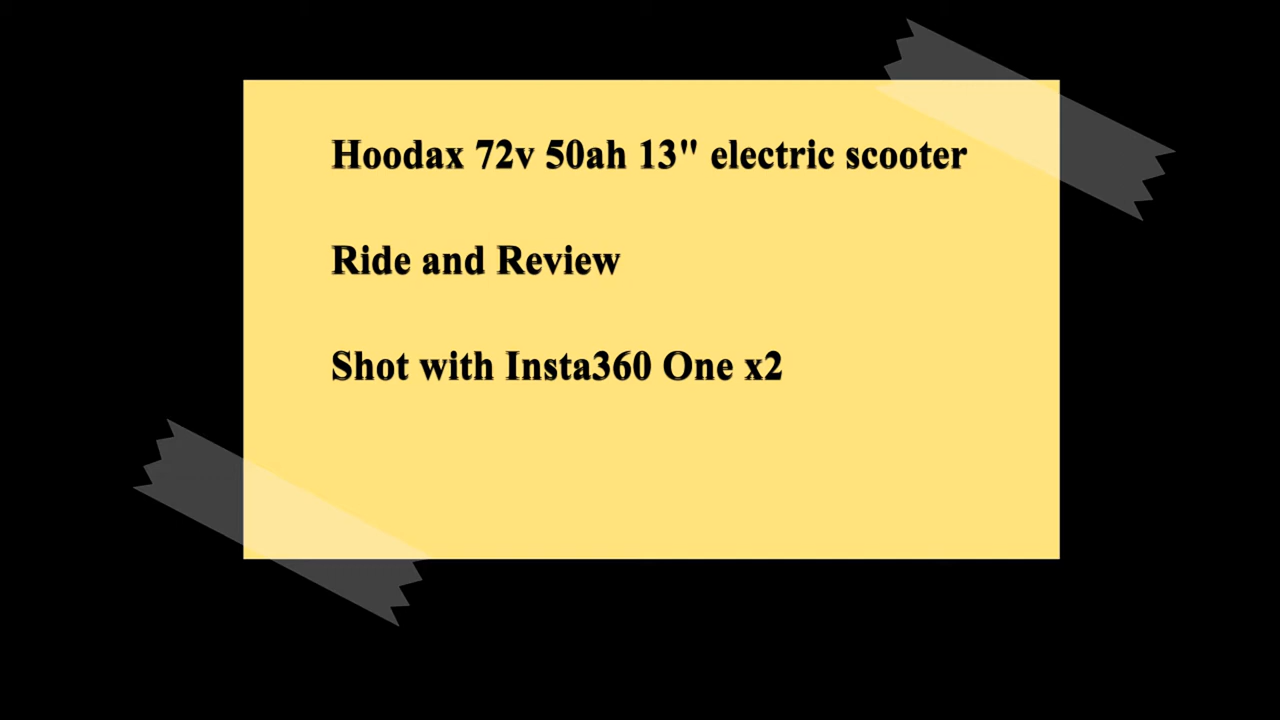 Hoodax 72v 50ah 13" electric scooter
Ride and Review
Shot with Insta360 One x2